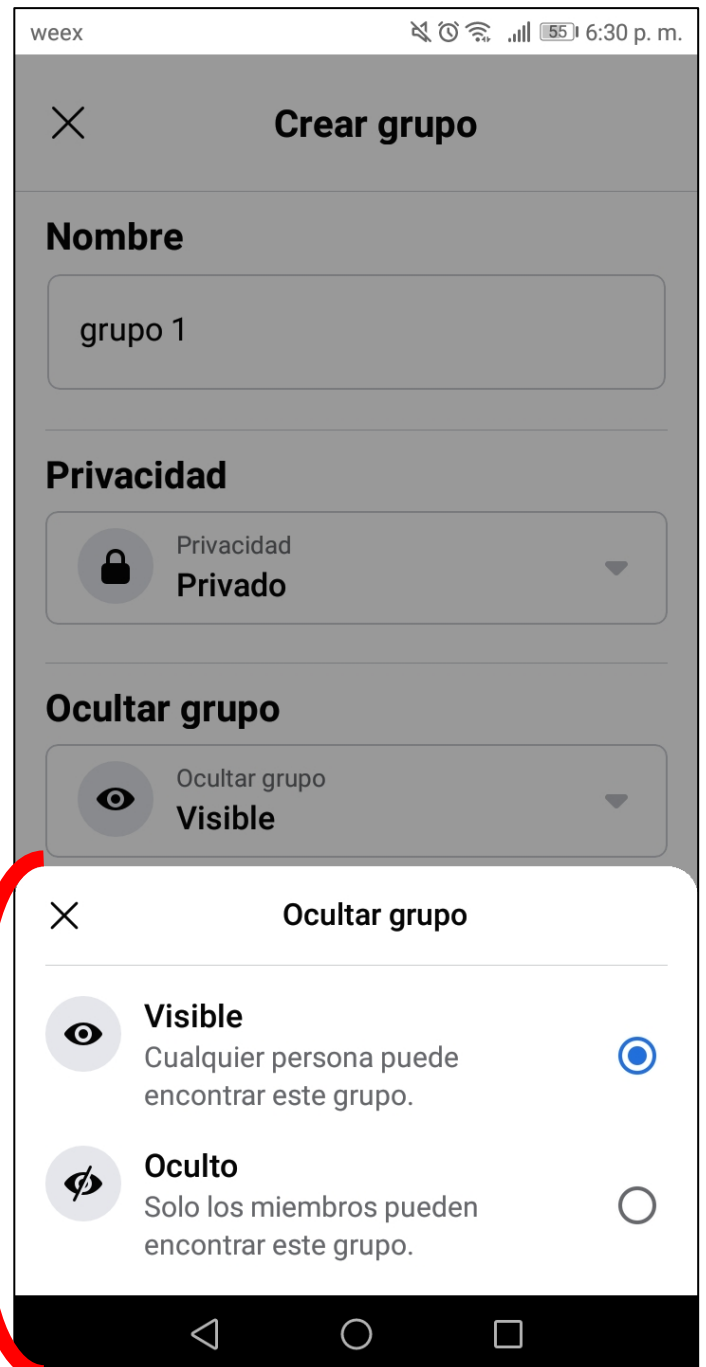 weex 55 6:30 p. m.
Crear grupo
Nombre
grupo 1
Privacidad
Privacidad
Privado
Ocultar grupo
Ocultar grupo
Visible
Ocultar grupo
Visible
Cualquier persona puede
encontrar este grupo.
Oculto
Solo los miembros pueden
encontrar este grupo.